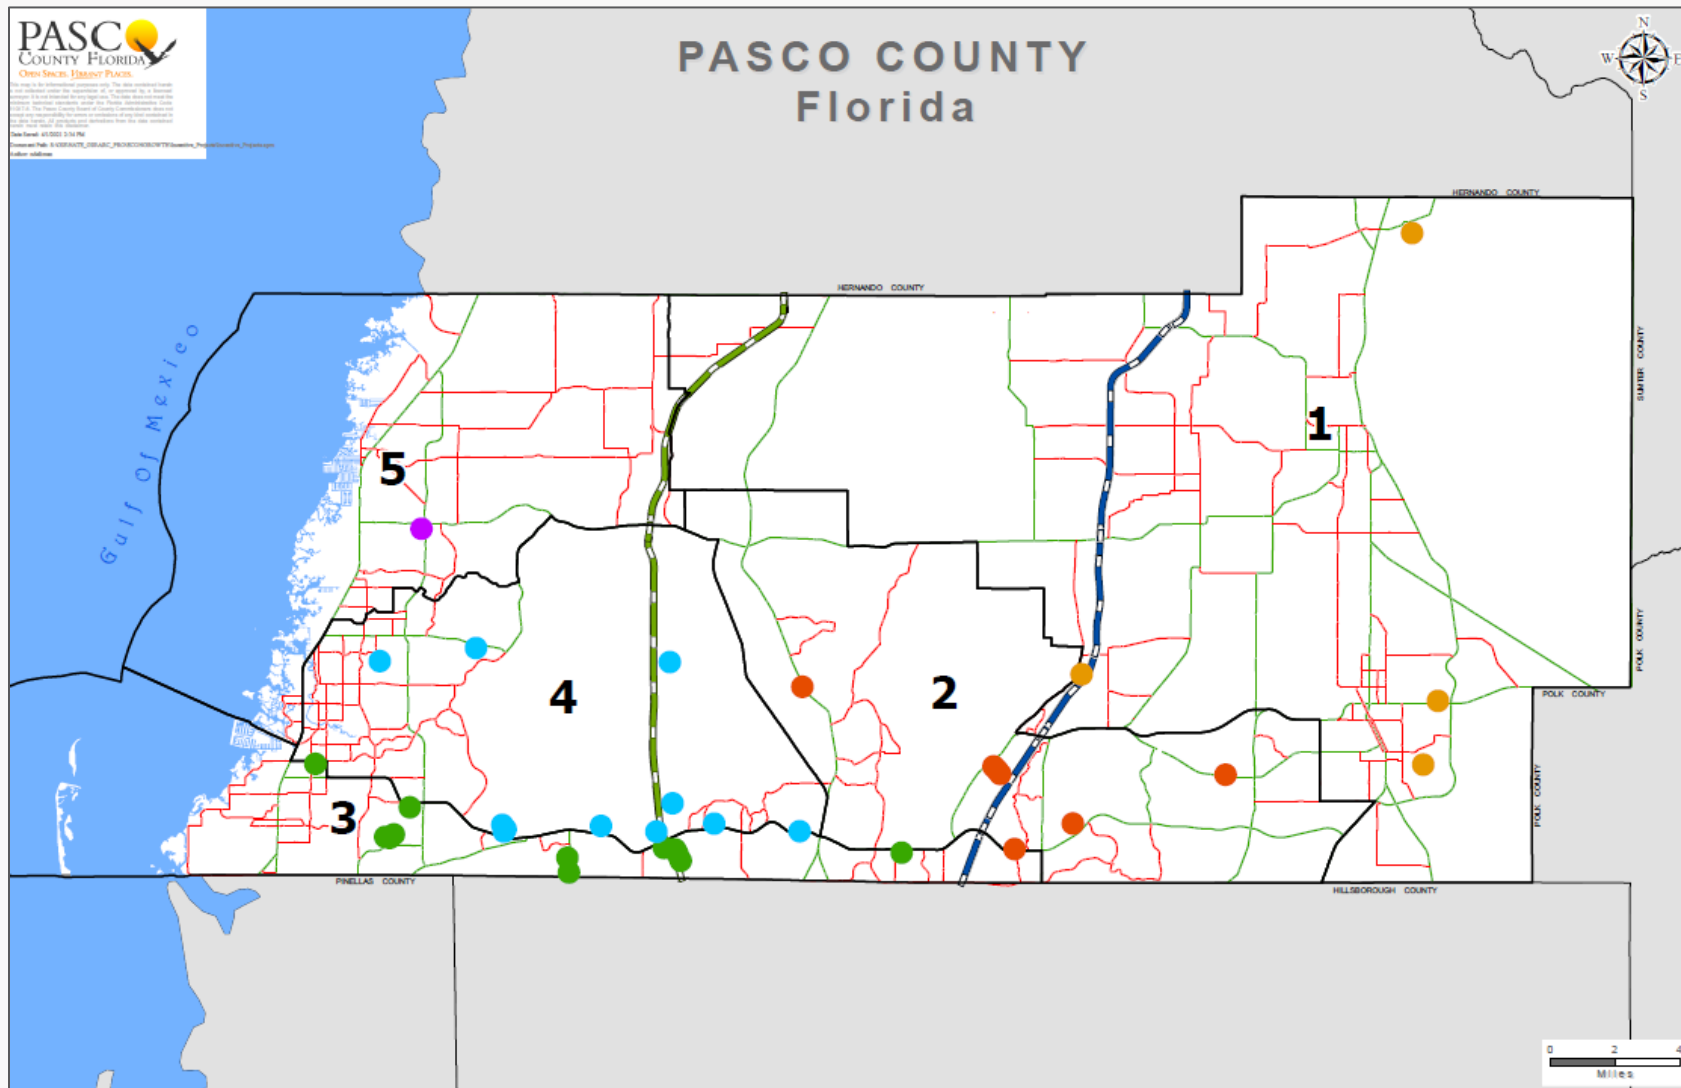 PASCO
COUNTY FLORIDA
OPEN SPACES. VIBRANT PLACES.
PASCO COUNTY
Florida
N
W
E
S
HERNANDO COUNTY
HERNANDO COUNTY
SUMTER COUNTY
Gulf Of Mexico
1
5
POLK COUNTY
POLK COUNTY
4
2
3
POLK COUNTY
PINELLAS COUNTY
HILLSBOROUGH COUNTY
0 2 4
Miles